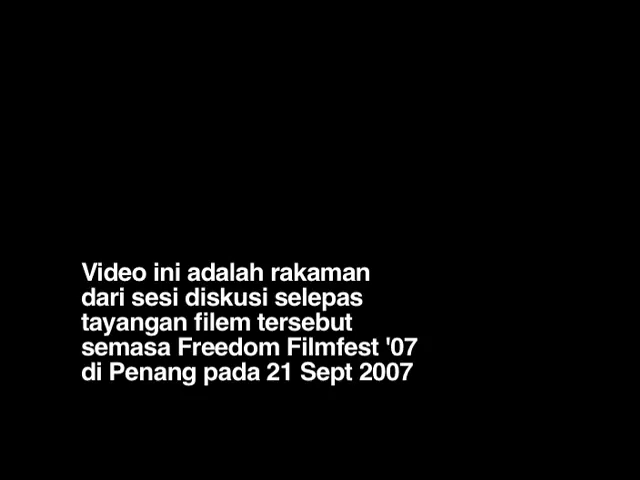 Video ini adalah rakaman
dari sesi diskusi selepas
tayangan filem tersebut
semasa Freedom Filmfest '07
di Penang pada 21 Sept 2007